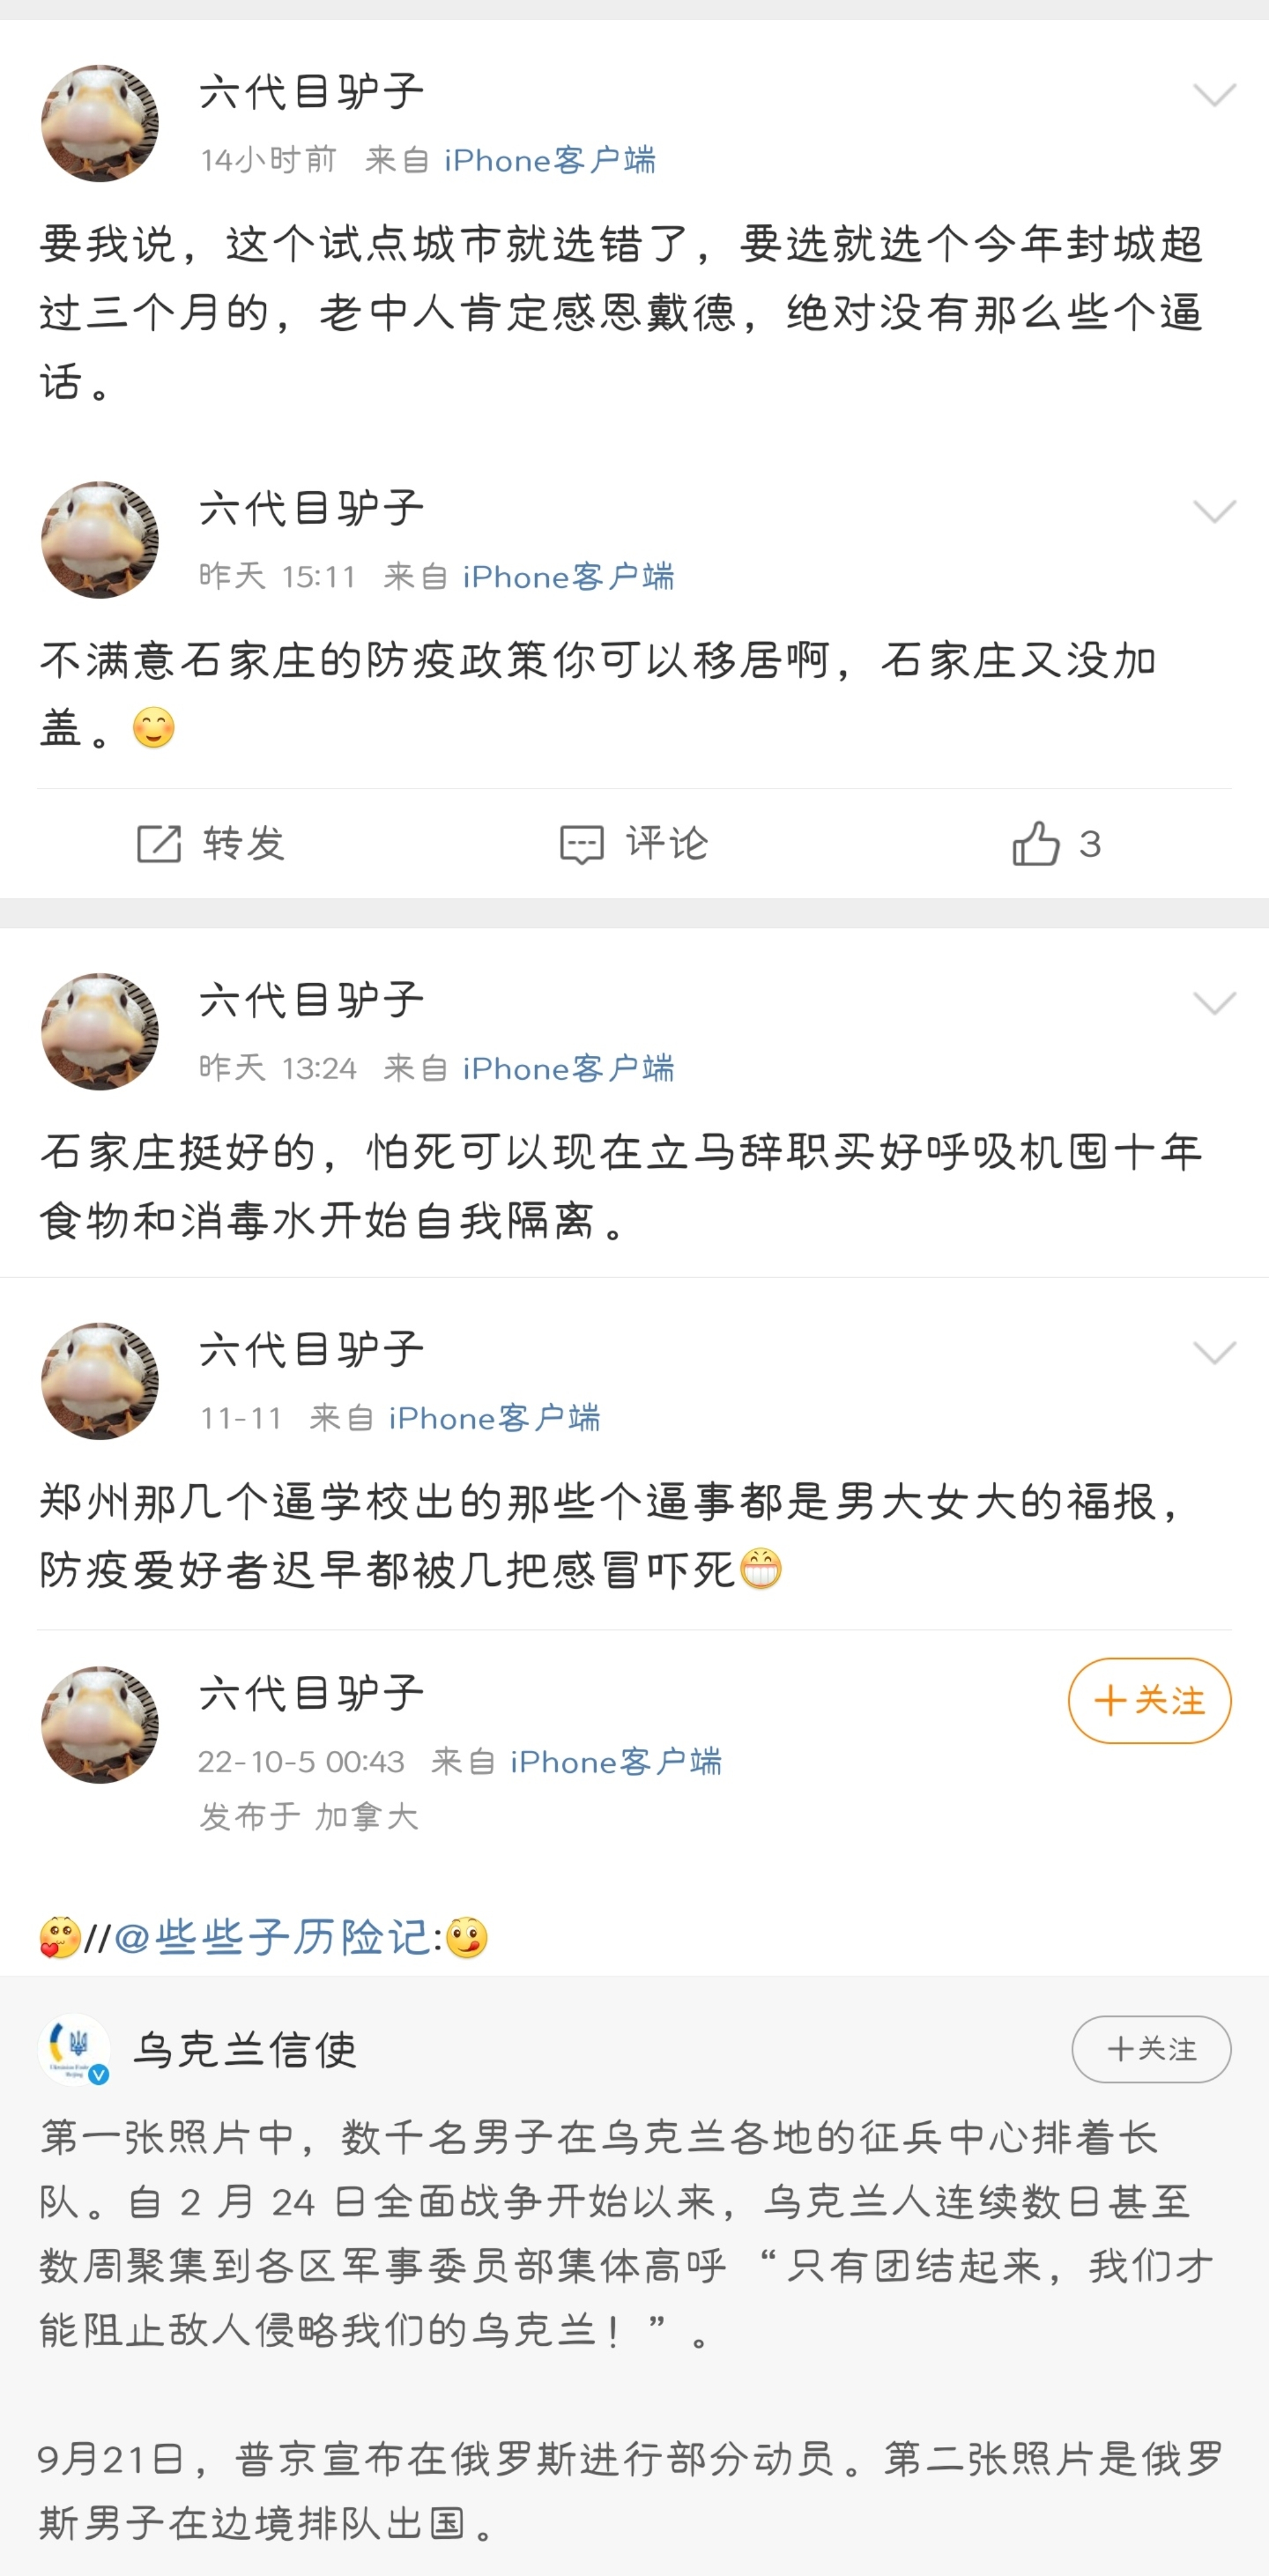 六代目驴子
14小时前 来自 iPhone客户端
要我说，这个试点城市就选错了，要选就选个今年封城超
过三个月的，老中人肯定感恩戴德，绝对没有那么些个逼
话。
六代目驴子
昨天 15:11 来自 iPhone客户端
不满意石家庄的防疫政策你可以移居啊，石家庄又没加
盖。😊
转发 评论 3
六代目驴子
昨天 13:24 来自 iPhone客户端
石家庄挺好的，怕死可以现在立马辞职买好呼吸机囤十年
食物和消毒水开始自我隔离。
六代目驴子
11-11 来自 iPhone客户端
郑州那几个逼学校出的那些个逼事都是男大女大的福报，
防疫爱好者迟早都被几把感冒吓死😁
六代目驴子
+关注
22-10-5 00:43 来自 iPhone客户端
发布于 加拿大
//@些些子历险记:😋
乌克兰信使
+关注
第一张照片中，数千名男子在乌克兰各地的征兵中心排着长
队。自 2 月 24 日全面战争开始以来，乌克兰人连续数日甚至
数周聚集到各区军事委员部集体高呼“只有团结起来，我们才
能阻止敌人侵略我们的乌克兰！”。
9月21日，普京宣布在俄罗斯进行部分动员。第二张照片是俄罗
斯男子在边境排队出国。